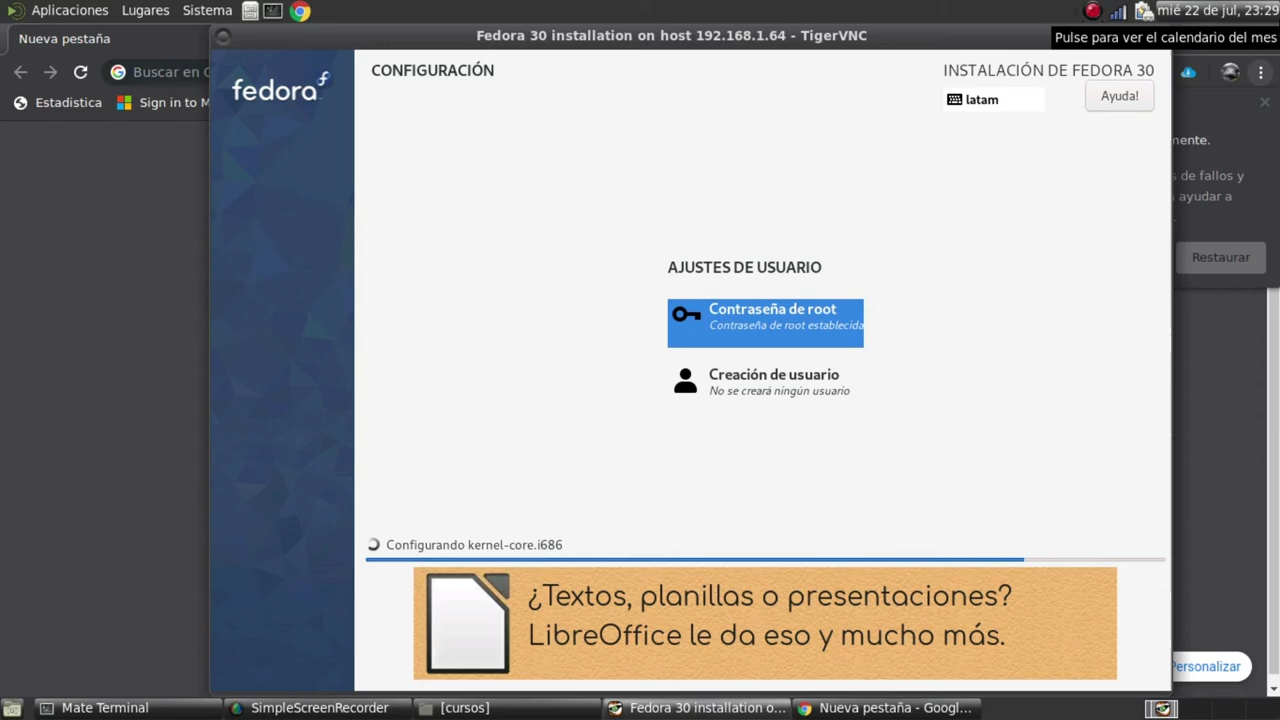 Aplicaciones Lugares Sistema
mié 22 de jul, 23:29
Nueva pestaña
Fedora 30 installation on host 192.168.1.64 - TigerVNC
Pulse para ver el calendario del mes
Buscar en G
Estadistica
Sign in to M
fedora
CONFIGURACIÓN
INSTALACIÓN DE FEDORA 30
latam
Ayuda!
mente.
s de fallos y
ayudar a
Restaurar
AJUSTES DE USUARIO
Contraseña de root
Contraseña de root establecida
Creación de usuario
No se creará ningún usuario
Configurando kernel-core.i686
¿Textos, planillas o presentaciones?
LibreOffice le da eso y mucho más.
Personalizar
Mate Terminal
SimpleScreenRecorder
[cursos]
Fedora 30 installation o...
Nueva pestaña - Googl...